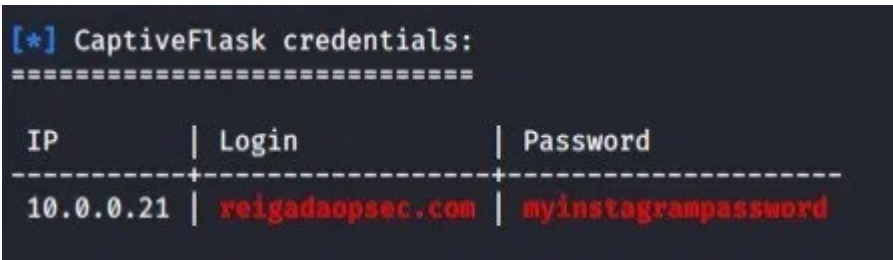 [*] CaptiveFlask credentials:
==============================
IP | Login | Password
-----------+------------------+---------------------
10.0.0.21 | reigadaopsec.com | myinstagrampassword